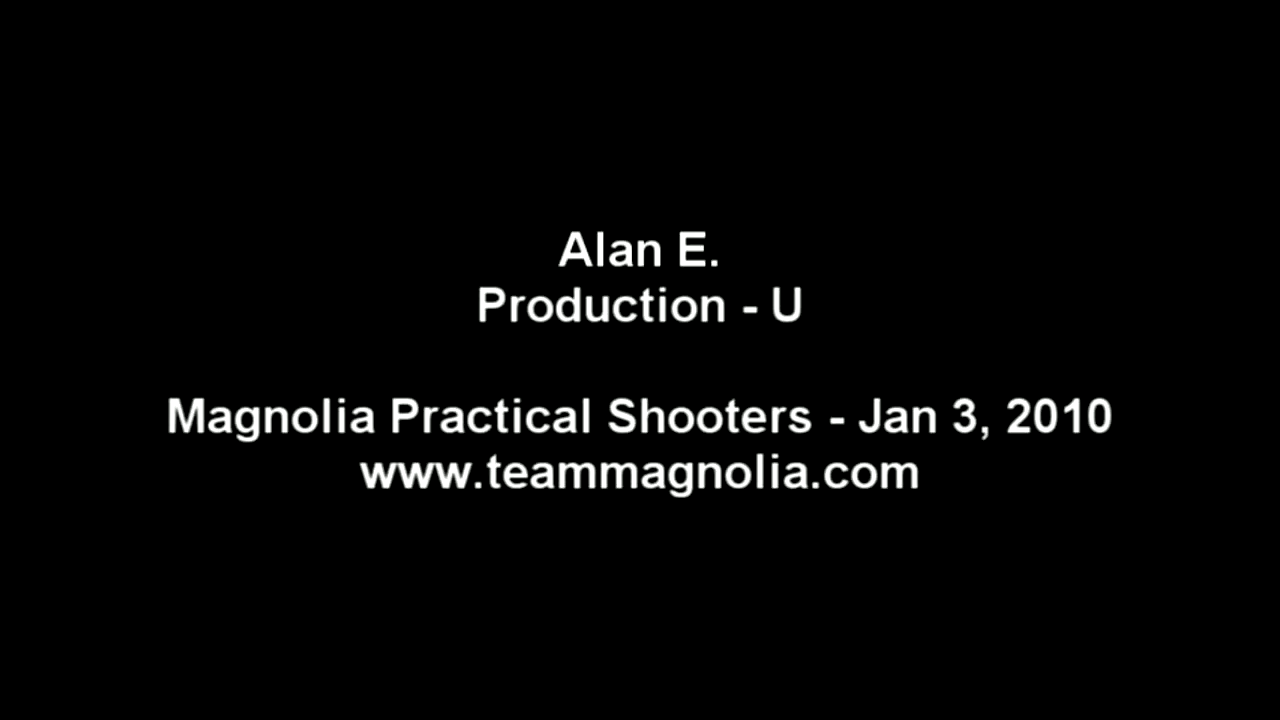 Alan E.
Production - U
Magnolia Practical Shooters - Jan 3, 2010
www.teammagnolia.com